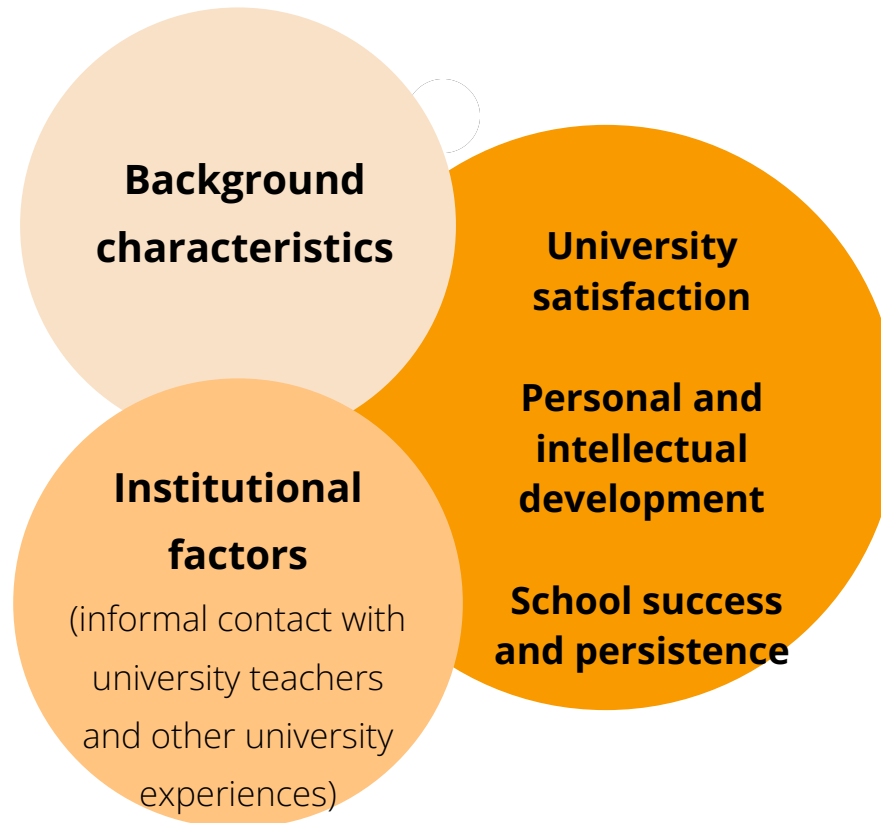 Background
characteristics
University
satisfaction
Personal and
intellectual
development
Institutional
factors
(informal contact with
university teachers
and other university
experiences)
School success
and persistence